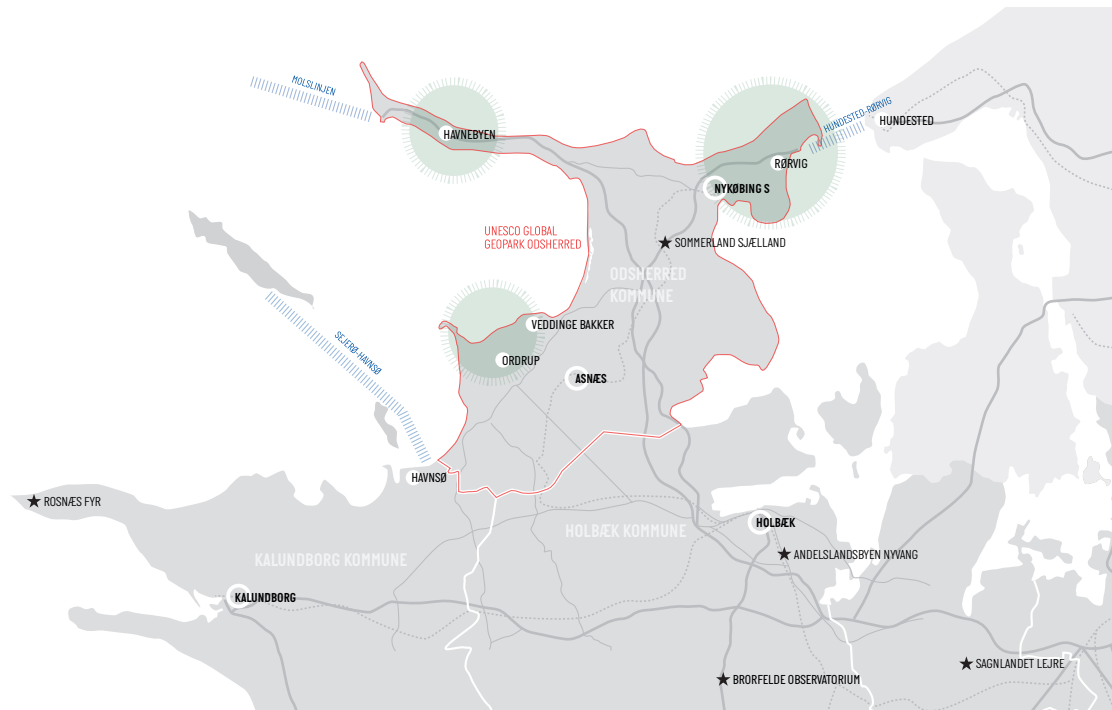 MOLSLINJEN
HAVNEBYEN
HUNDESTED-RØRVIG
HUNDESTED
RØRVIG
NYKØBING S
UNESCO GLOBAL
GEOPARK ODSHERRED
SOMMERLAND SJÆLLAND
ODSHERRED
KOMMUNE
VEDDINGE BAKKER
SEJERØ-HAVNSØ
ORDRUP
ASNÆS
HAVNSØ
ROSNÆS FYR
HOLBÆK
HOLBÆK KOMMUNE
ANDELSLANDSBYEN NYVANG
KALUNDBORG KOMMUNE
KALUNDBORG
SAGNLANDET LEJRE
BRORFELDE OBSERVATORIUM